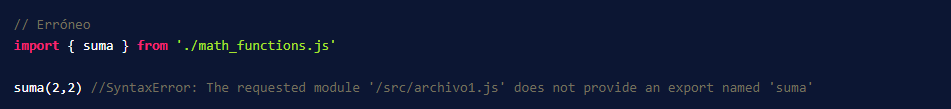 // Erróneo
import { suma } from './math_functions.js'
suma(2,2) //SyntaxError: The requested module '/src/archivo1.js' does not provide an export named 'suma'